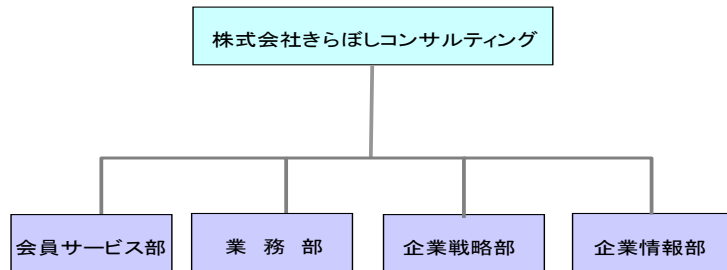 株式会社きらぼしコンサルティング
会員サービス部
業 務 部
企業戦略部
企業情報部